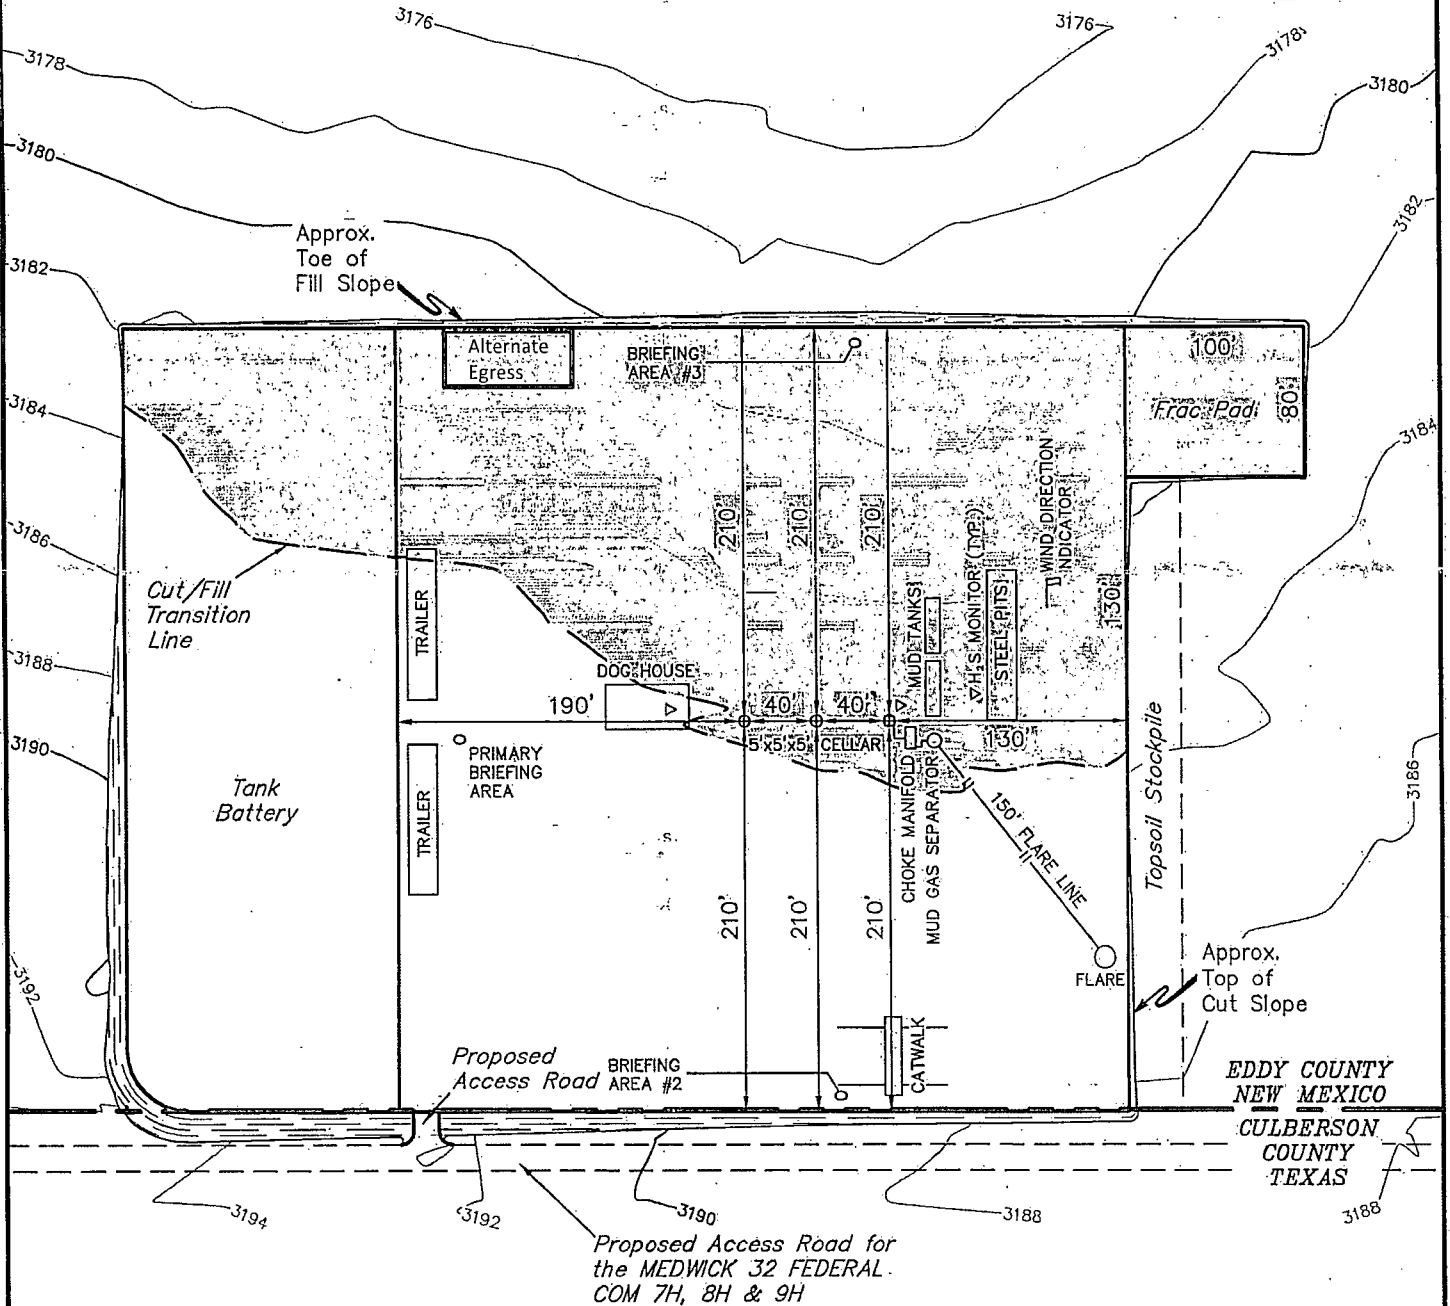 3176
3176
3178
3178
3180
3180
3182
Approx.
Toe of
Fill Slope
3182
Alternate
Egress
BRIEFING
AREA #3
100'
80'
Frac Pad
3184
3184
WIND DIRECTION
INDICATOR
210'
210'
210'
H2S MONITOR (TYP.)
3186
Cut/Fill
Transition
Line
TRAILER
MUD TANKS
STEEL PITS
130'
3188
DOG HOUSE
190'
40'
40'
5'x5'x5' CELLAR
130'
3190
PRIMARY
BRIEFING
AREA
Tank
Battery
TRAILER
CHOKE MANIFOLD
MUD GAS SEPARATOR
150' FLARE LINE
Topsoil Stockpile
3186
210'
210'
210'
FLARE
Approx.
Top of
Cut Slope
3192
CATWALK
Proposed
Access Road
BRIEFING
AREA #2
EDDY COUNTY
NEW MEXICO
CULBERSON
COUNTY
TEXAS
3194
3192
3190
3188
3188
Proposed Access Road for
the MEDWICK 32 FEDERAL
COM 7H, 8H & 9H